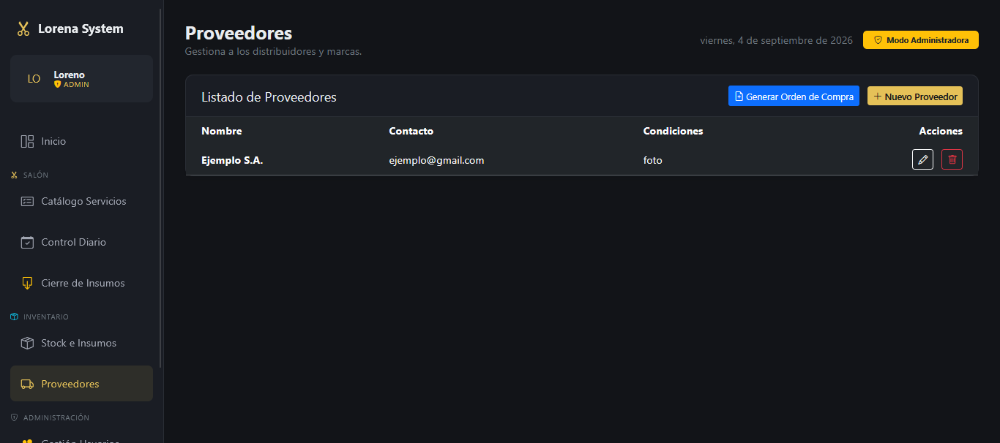 Lorena System
LO
Loreno
ADMIN
Inicio
SALÓN
Catálogo Servicios
Control Diario
Cierre de Insumos
INVENTARIO
Stock e Insumos
Proveedores
ADMINISTRACIÓN
Gestión Usuarios
Proveedores
Gestiona a los distribuidores y marcas.
viernes, 4 de septiembre de 2026
Modo Administradora
Listado de Proveedores
Generar Orden de Compra
+ Nuevo Proveedor
Nombre Contacto Condiciones Acciones
Ejemplo S.A. ejemplo@gmail.com foto